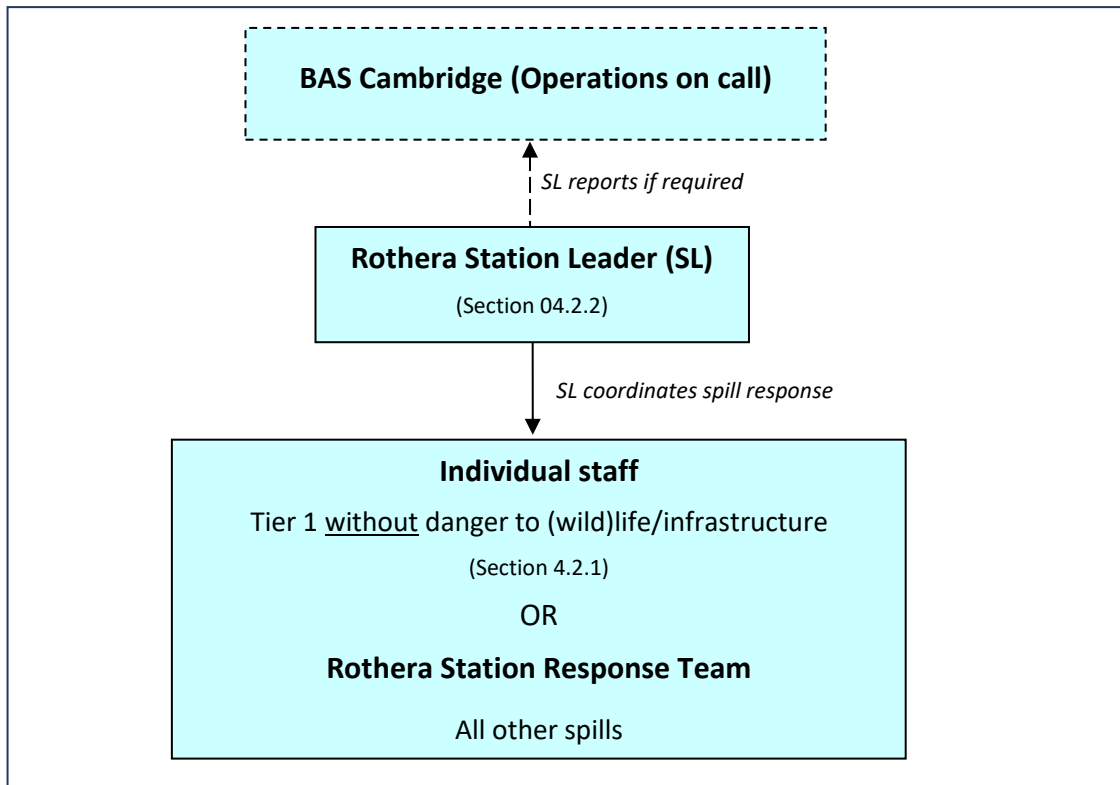 BAS Cambridge (Operations on call)
SL reports if required
Rothera Station Leader (SL)
(Section 04.2.2)
SL coordinates spill response
Individual staff
Tier 1 without danger to (wild)life/infrastructure
(Section 4.2.1)
OR
Rothera Station Response Team
All other spills